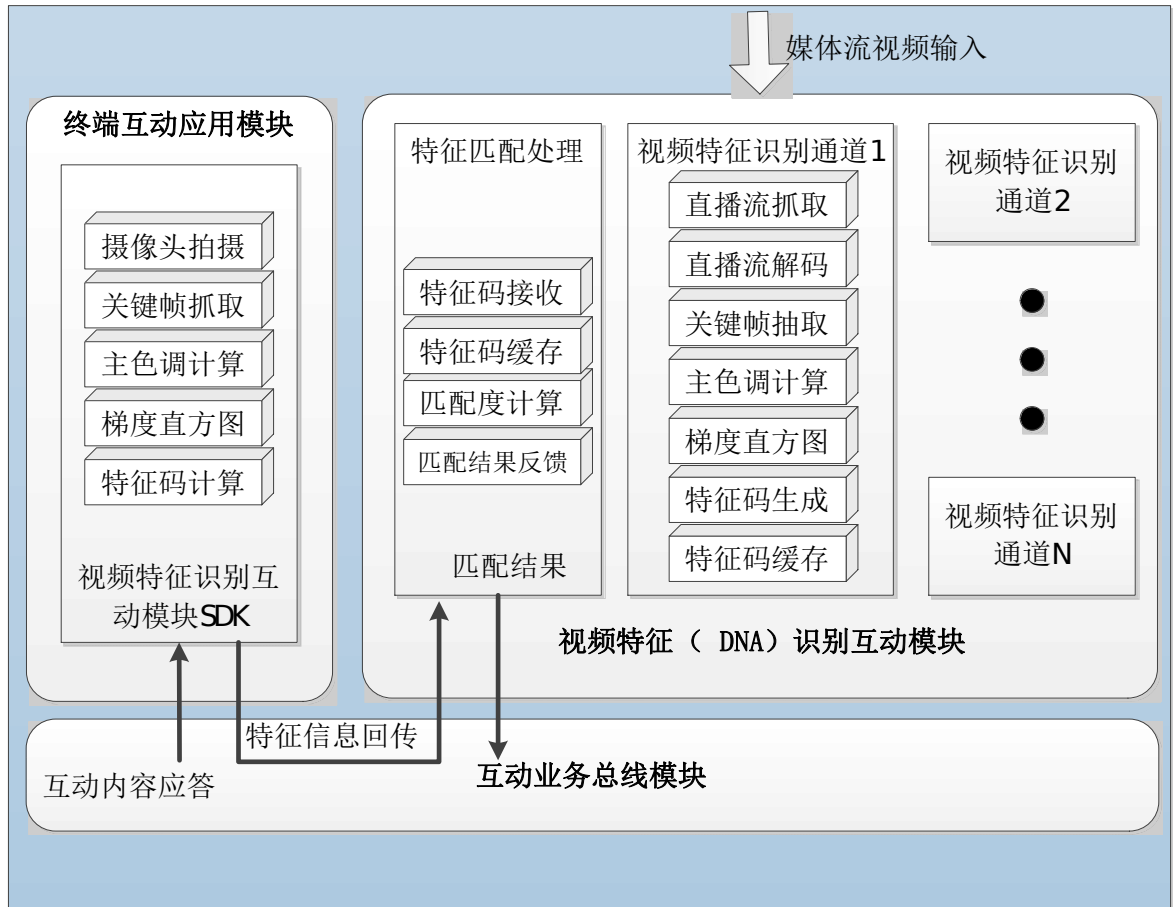 媒体流视频输入
终端互动应用模块
摄像头拍摄
关键帧抓取
主色调计算
梯度直方图
特征码计算
视频特征识别互
动模块SDK
特征匹配处理
特征码接收
特征码缓存
匹配度计算
匹配结果反馈
匹配结果
视频特征识别通道1
直播流抓取
直播流解码
关键帧抽取
主色调计算
梯度直方图
特征码生成
特征码缓存
视频特征识别
通道2
视频特征识别
通道N
视频特征（ DNA）识别互动模块
特征信息回传
互动内容应答
互动业务总线模块